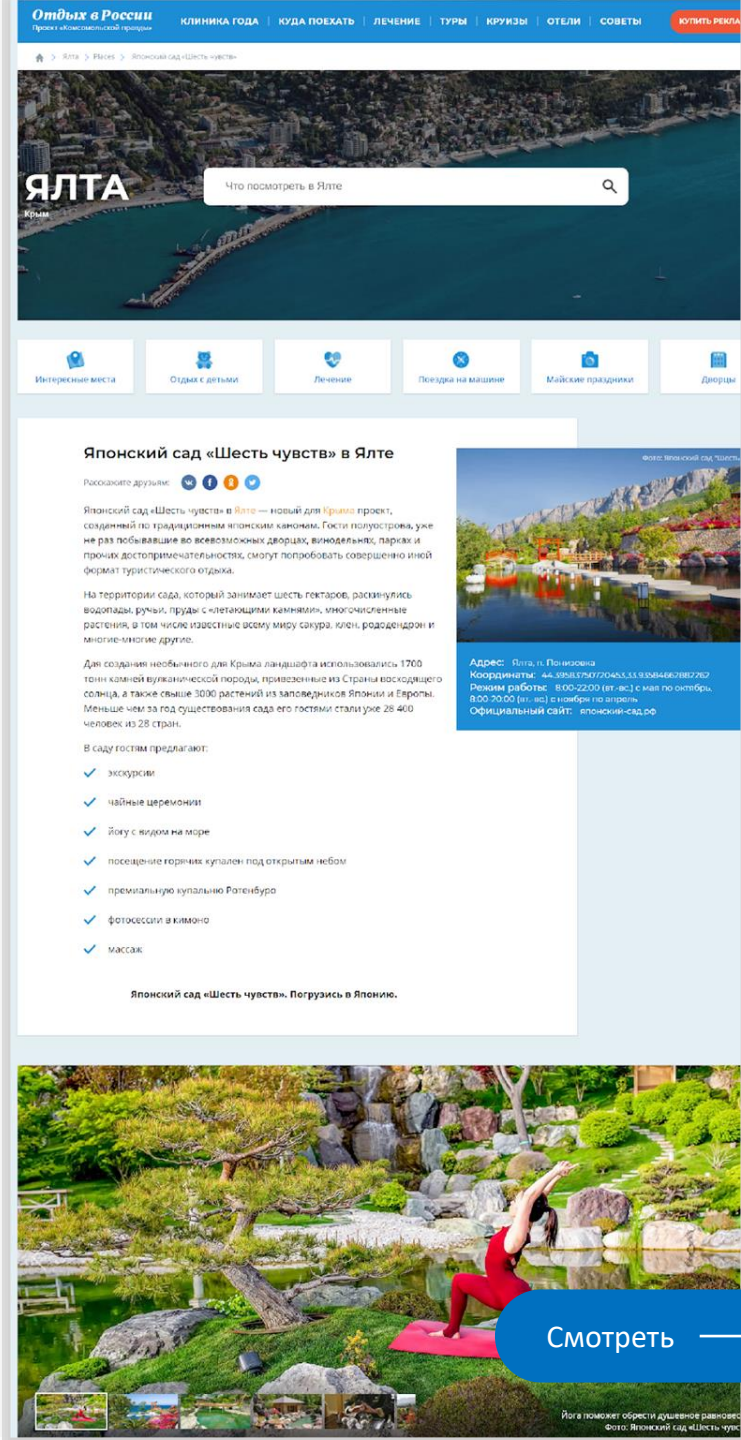 Отдых в России
Проект «Комсомольской правды»
КЛИНИКА ГОДА | КУДА ПОЕХАТЬ | ЛЕЧЕНИЕ | ТУРЫ | КРУИЗЫ | ОТЕЛИ | СОВЕТЫ
КУПИТЬ РЕКЛА
> Ялта > Places > Японский сад «Шесть чувств»
ЯЛТА
Крым
Что посмотреть в Ялте
Интересные места
Отдых с детьми
Лечение
Поездка на машине
Майские праздники
Дворцы
Японский сад «Шесть чувств» в Ялте
Расскажите друзьям:
Японский сад «Шесть чувств» в Ялте — новый для Крыма проект,
созданный по традиционным японским канонам. Гости полуострова, уже
не раз побывавшие во всевозможных дворцах, винодельнях, парках и
прочих достопримечательностях, смогут попробовать совершенно иной
формат туристического отдыха.
На территории сада, который занимает шесть гектаров, раскинулись
водопады, ручьи, пруды с «летающими камнями», многочисленные
растения, в том числе известные всему миру сакура, клен, рододендрон и
многие-многие другие.
Для создания необычного для Крыма ландшафта использовались 1700
тонн камней вулканической породы, привезенные из Страны восходящего
солнца, а также свыше 3000 растений из заповедников Японии и Европы.
Меньше чем за год существования сада его гостями стали уже 28 400
человек из 28 стран.
В саду гостям предлагают:
экскурсии
чайные церемонии
йогу с видом на море
посещение горячих купален под открытым небом
премиальную купальню Ротенбуро
фотосессии в кимоно
массаж
Японский сад «Шесть чувств». Погрузись в Японию.
Фото: Японский сад "Шесть
Адрес: Ялта, п. Понизовка
Координаты: 44.39583750720453,33.93584662882262
Режим работы: 8:00-22:00 (вт.-вс.) с мая по октябрь,
8:00-20:00 (вт.-вс.) с ноября по апрель
Официальный сайт: японский-сад.рф
Смотреть
Йога поможет обрести душевное равновес
Фото: Японский сад «Шесть чувс